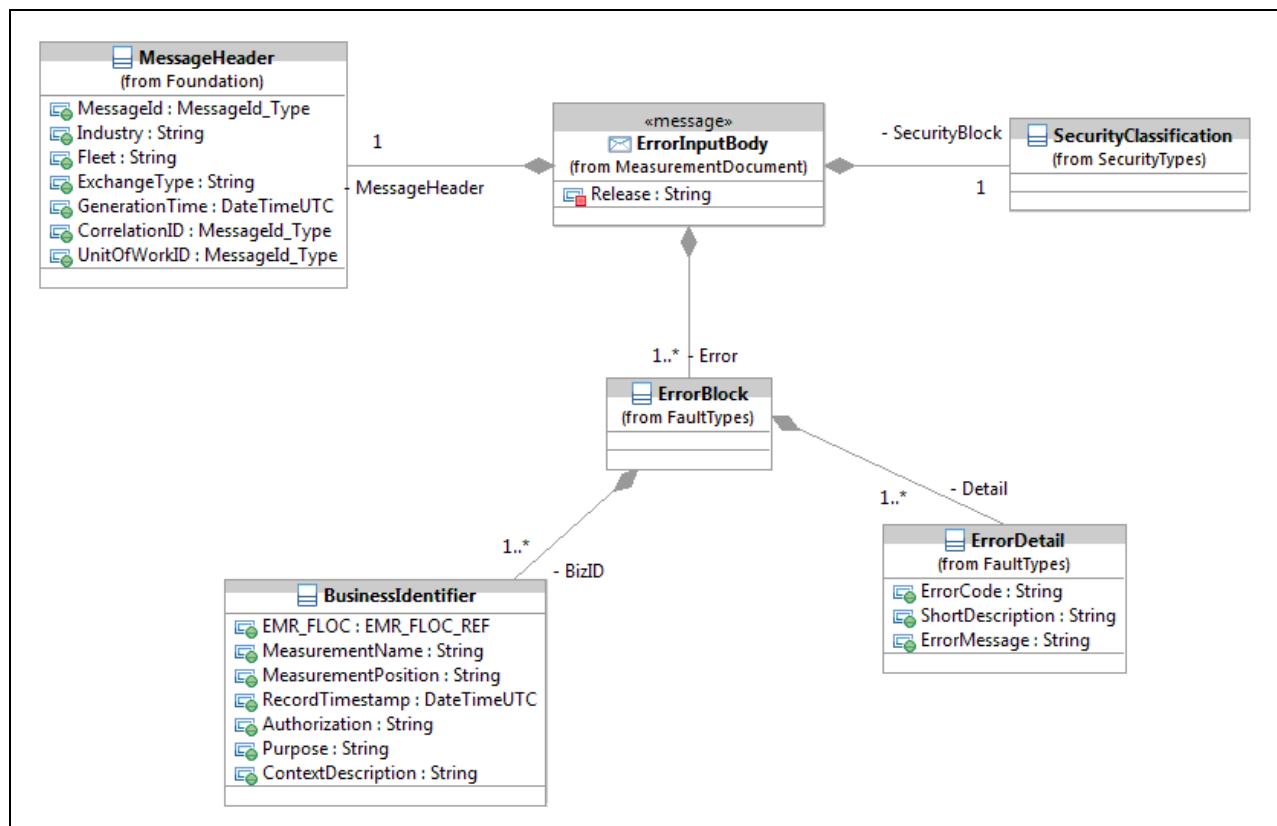 MessageHeader
(from Foundation)
MessageId : MessageId_Type
Industry : String
Fleet : String
ExchangeType : String
GenerationTime : DateTimeUTC
CorrelationID : MessageId_Type
UnitOfWorkID : MessageId_Type
1
- MessageHeader
«message»
ErrorInputBody
(from MeasurementDocument)
Release : String
- SecurityBlock
1
SecurityClassification
(from SecurityTypes)
1..* - Error
ErrorBlock
(from FaultTypes)
1..*
- BizID
1..*
- Detail
BusinessIdentifier
EMR_FLOC : EMR_FLOC_REF
MeasurementName : String
MeasurementPosition : String
RecordTimestamp : DateTimeUTC
Authorization : String
Purpose : String
ContextDescription : String
ErrorDetail
(from FaultTypes)
ErrorCode : String
ShortDescription : String
ErrorMessage : String